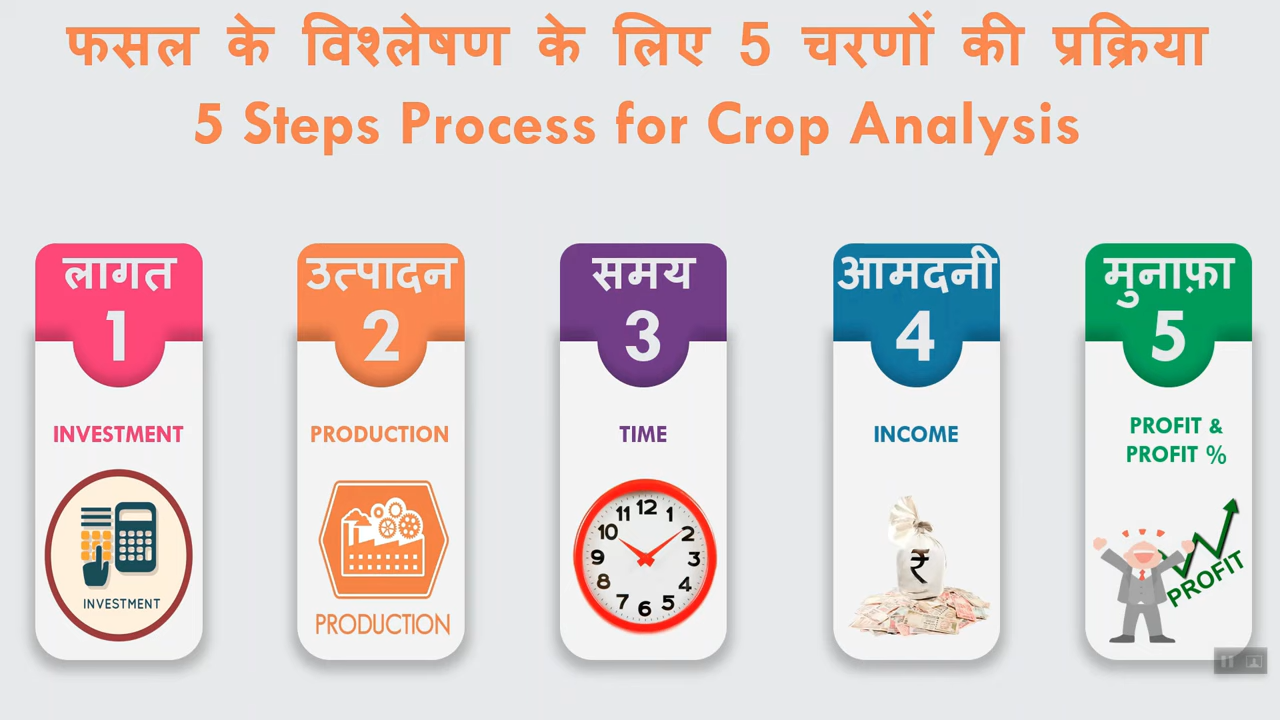 फसल के विश्लेषण के लिए 5 चरणों की प्रक्रिया
5 Steps Process for Crop Analysis
लागत
1
INVESTMENT
INVESTMENT
उत्पादन
2
PRODUCTION
PRODUCTION
समय
3
TIME
12
1
2
3
4
5
6
7
8
9
10
11
आमदनी
4
INCOME
₹
मुनाफ़ा
5
PROFIT &
PROFIT %
PROFIT